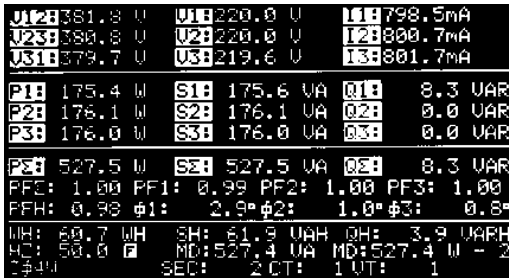 V12:381.8 V V1:220.0 V I1:798.5mA
V23:380.8 V V2:220.0 V I2:800.7mA
V31:379.7 V V3:219.6 V I3:801.7mA
P1: 175.4 W S1: 175.6 VA Q1: 8.3 VAR
P2: 176.1 W S2: 176.1 VA Q2: 0.0 VAR
P3: 176.0 W S3: 176.0 VA Q3: 0.0 VAR
PΣ: 527.5 W SΣ: 527.5 VA QΣ: 8.3 VAR
PFΣ: 1.00 PF1: 0.99 PF2: 1.00 PF3: 1.00
PFH: 0.98 φ1: 2.9° φ2: 1.0° φ3: 0.8°
WH: 60.7 WH SH: 61.9 VAH QH: 3.9 VARH
HZ: 50.0 F MD:527.4 VA MD:527.4 W - 2
3φ4W SEC: 2 CT: 1 VT: 1